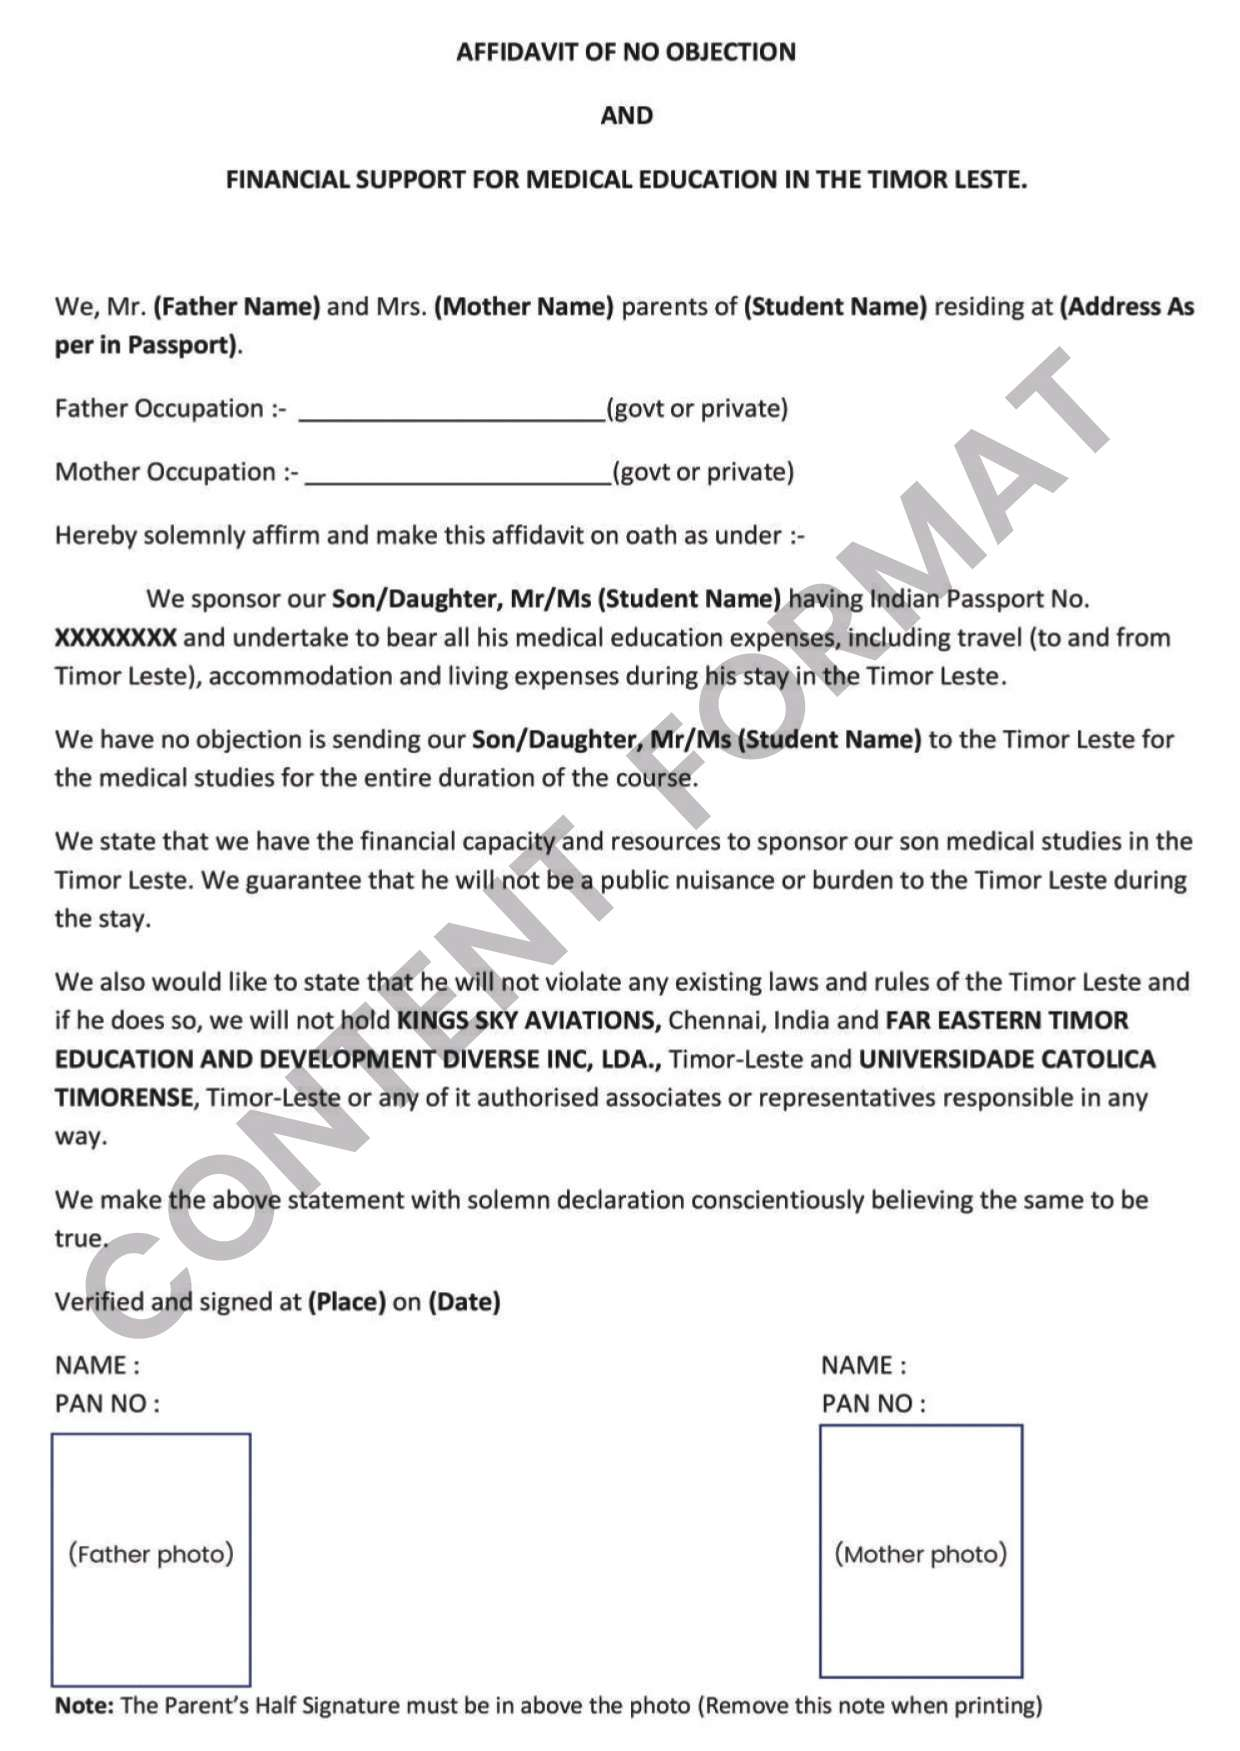 AFFIDAVIT OF NO OBJECTION
AND
FINANCIAL SUPPORT FOR MEDICAL EDUCATION IN THE TIMOR LESTE.
We, Mr. (Father Name) and Mrs. (Mother Name) parents of (Student Name) residing at (Address As
per in Passport).
Father Occupation :- ______________________(govt or private)
Mother Occupation :- ______________________(govt or private)
Hereby solemnly affirm and make this affidavit on oath as under :-
We sponsor our Son/Daughter, Mr/Ms (Student Name) having Indian Passport No.
XXXXXXXX and undertake to bear all his medical education expenses, including travel (to and from
Timor Leste), accommodation and living expenses during his stay in the Timor Leste.
We have no objection is sending our Son/Daughter, Mr/Ms (Student Name) to the Timor Leste for
the medical studies for the entire duration of the course.
We state that we have the financial capacity and resources to sponsor our son medical studies in the
Timor Leste. We guarantee that he will not be a public nuisance or burden to the Timor Leste during
the stay.
We also would like to state that he will not violate any existing laws and rules of the Timor Leste and
if he does so, we will not hold KINGS SKY AVIATIONS, Chennai, India and FAR EASTERN TIMOR
EDUCATION AND DEVELOPMENT DIVERSE INC, LDA., Timor-Leste and UNIVERSIDADE CATOLICA
TIMORENSE, Timor-Leste or any of it authorised associates or representatives responsible in any
way.
We make the above statement with solemn declaration conscientiously believing the same to be
true.
Verified and signed at (Place) on (Date)
NAME :
PAN NO :
(Father photo)
NAME :
PAN NO :
(Mother photo)
Note: The Parent's Half Signature must be in above the photo (Remove this note when printing)
CONTENT FORMAT